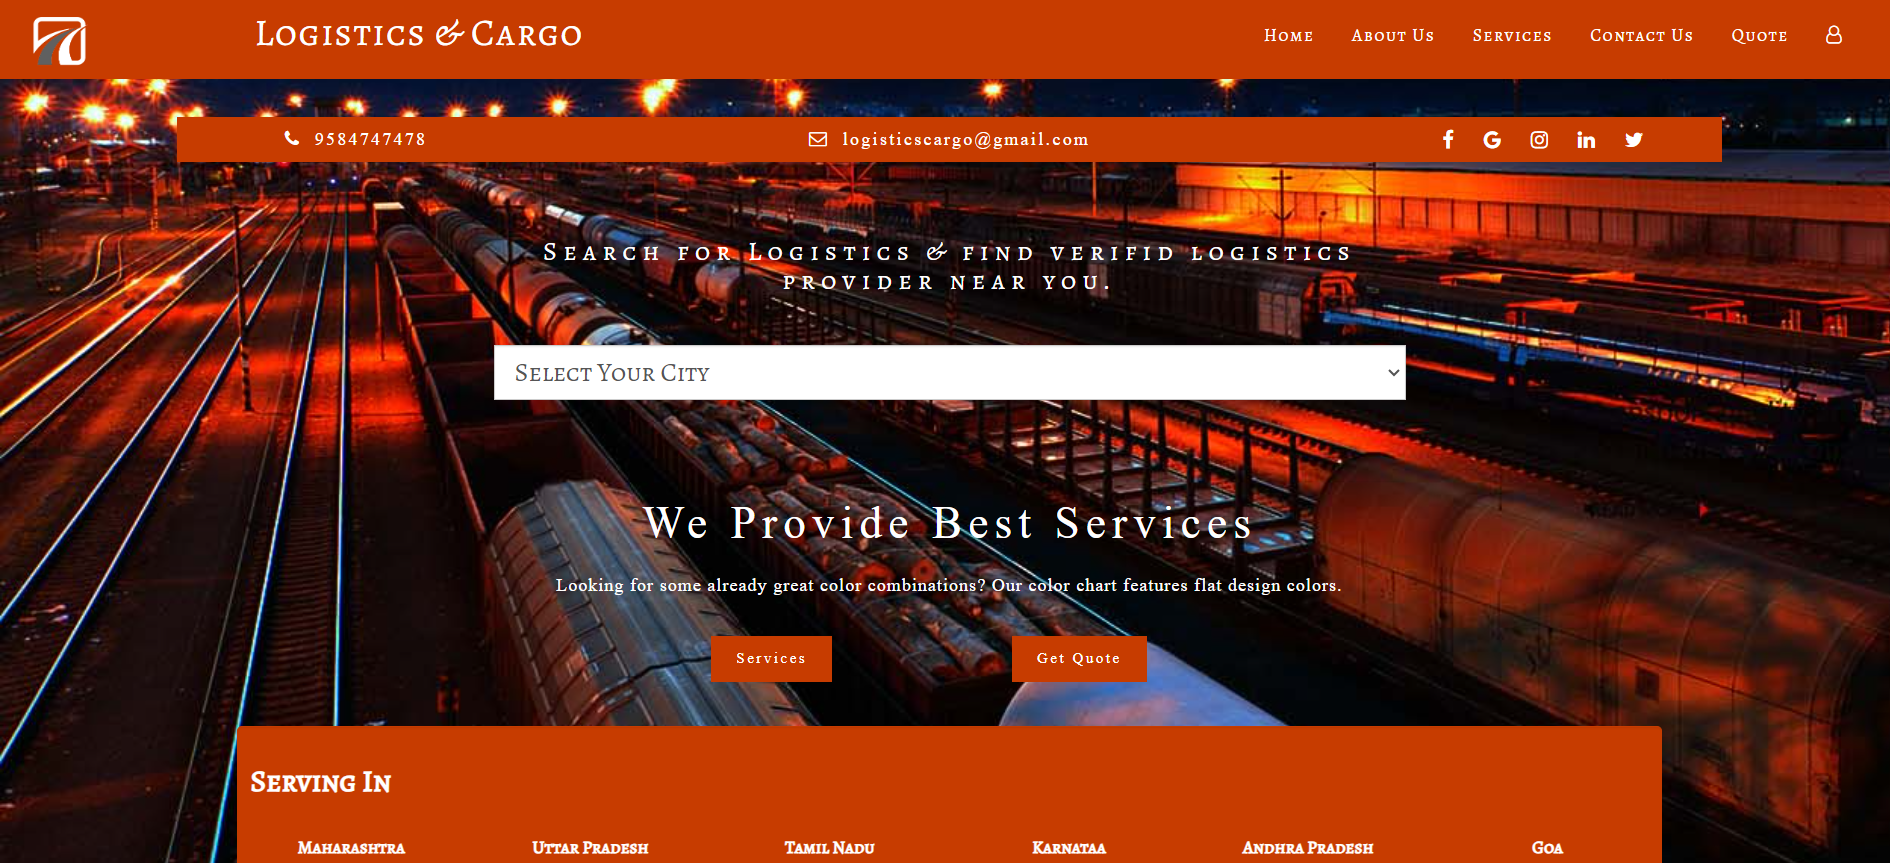 Logistics & Cargo
Home About Us Services Contact Us Quote
9584747478 logisticscargo@gmail.com
Search for Logistics & find verifid logistics
provider near you.
Select Your City
We Provide Best Services
Looking for some already great color combinations? Our color chart features flat design colors.
Services Get Quote
Serving In
Maharashtra Uttar Pradesh Tamil Nadu Karnataa Andhra Pradesh Goa